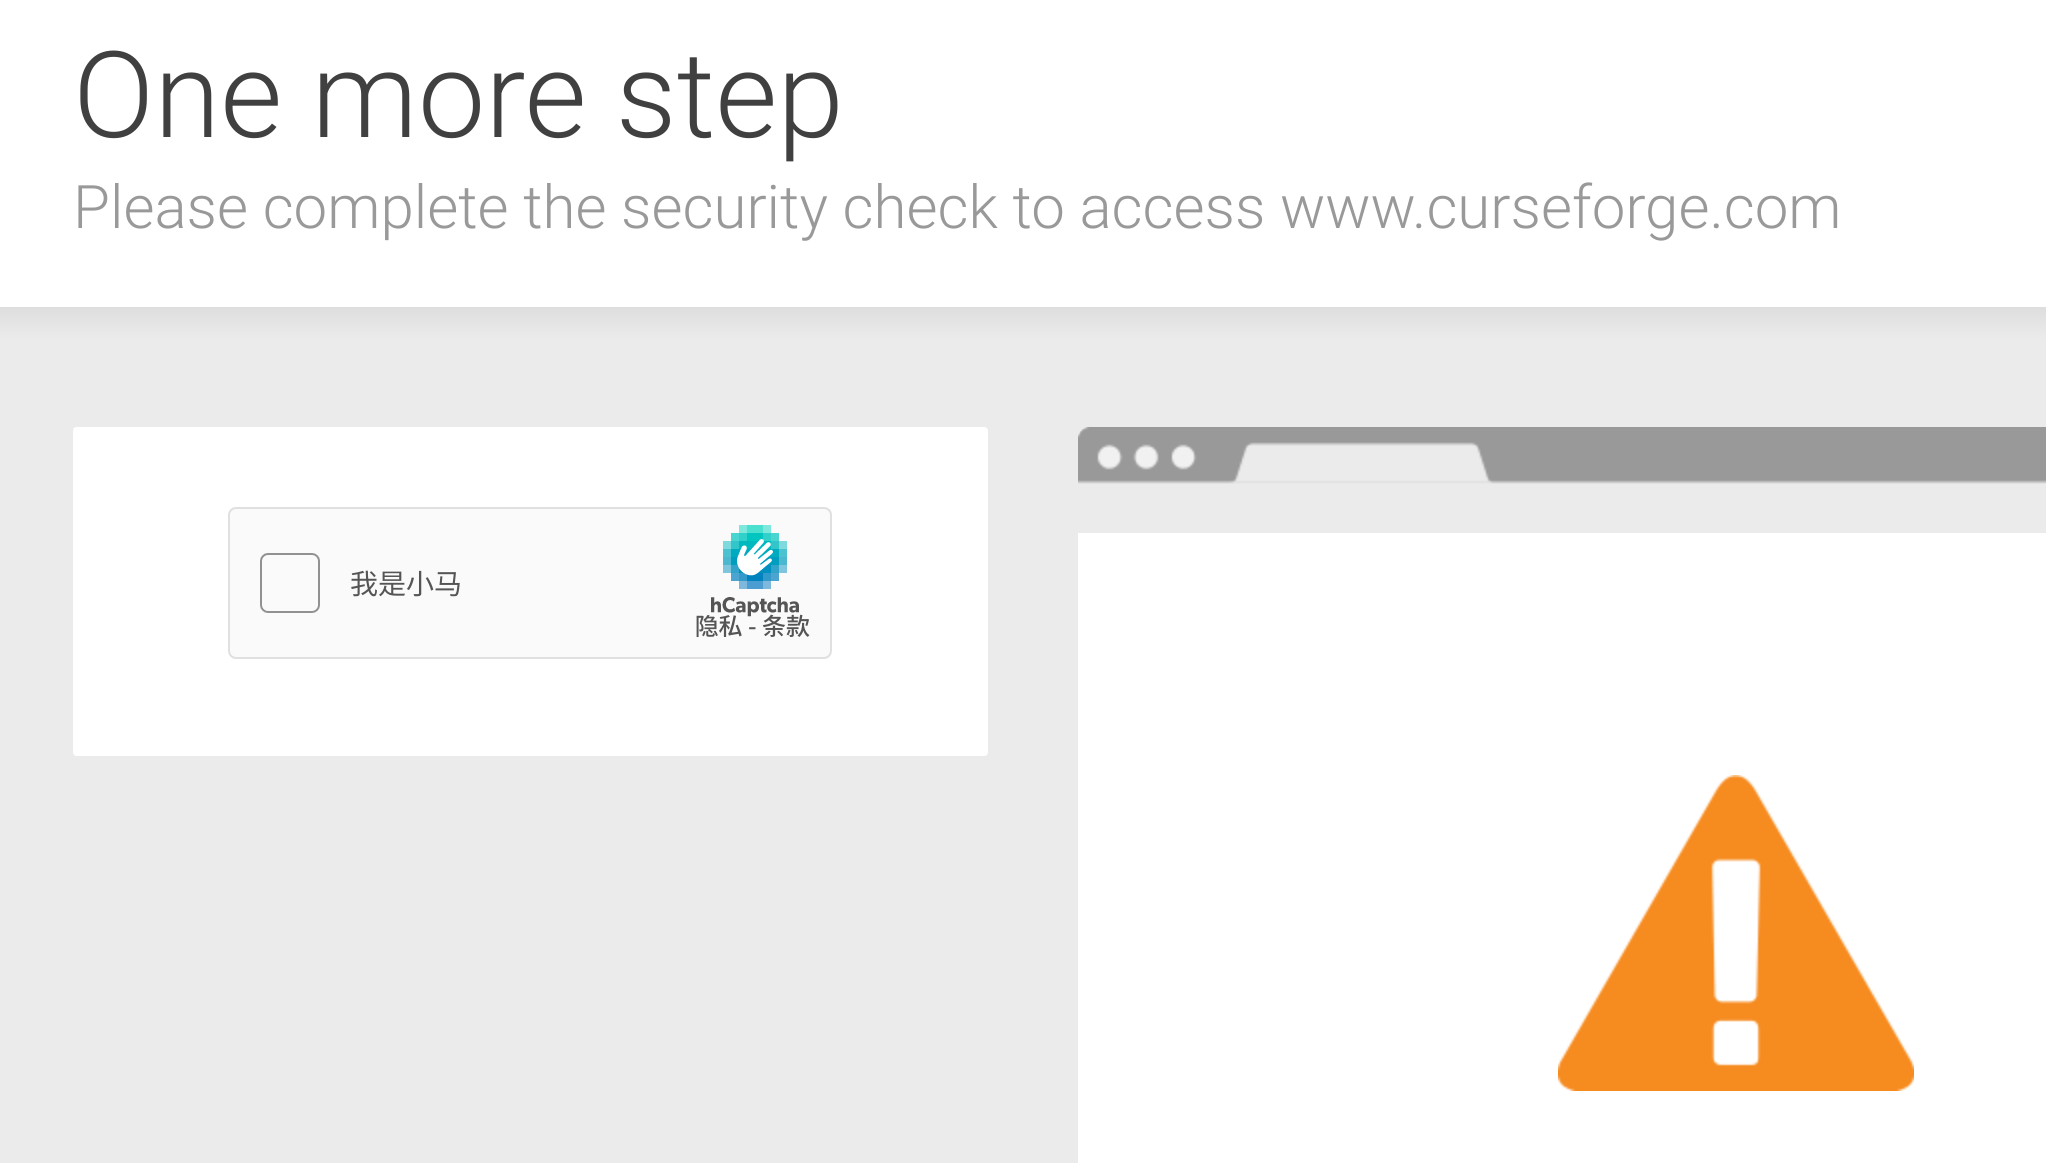 One more step
Please complete the security check to access www.curseforge.com
我是小马
hCaptcha
隐私 - 条款